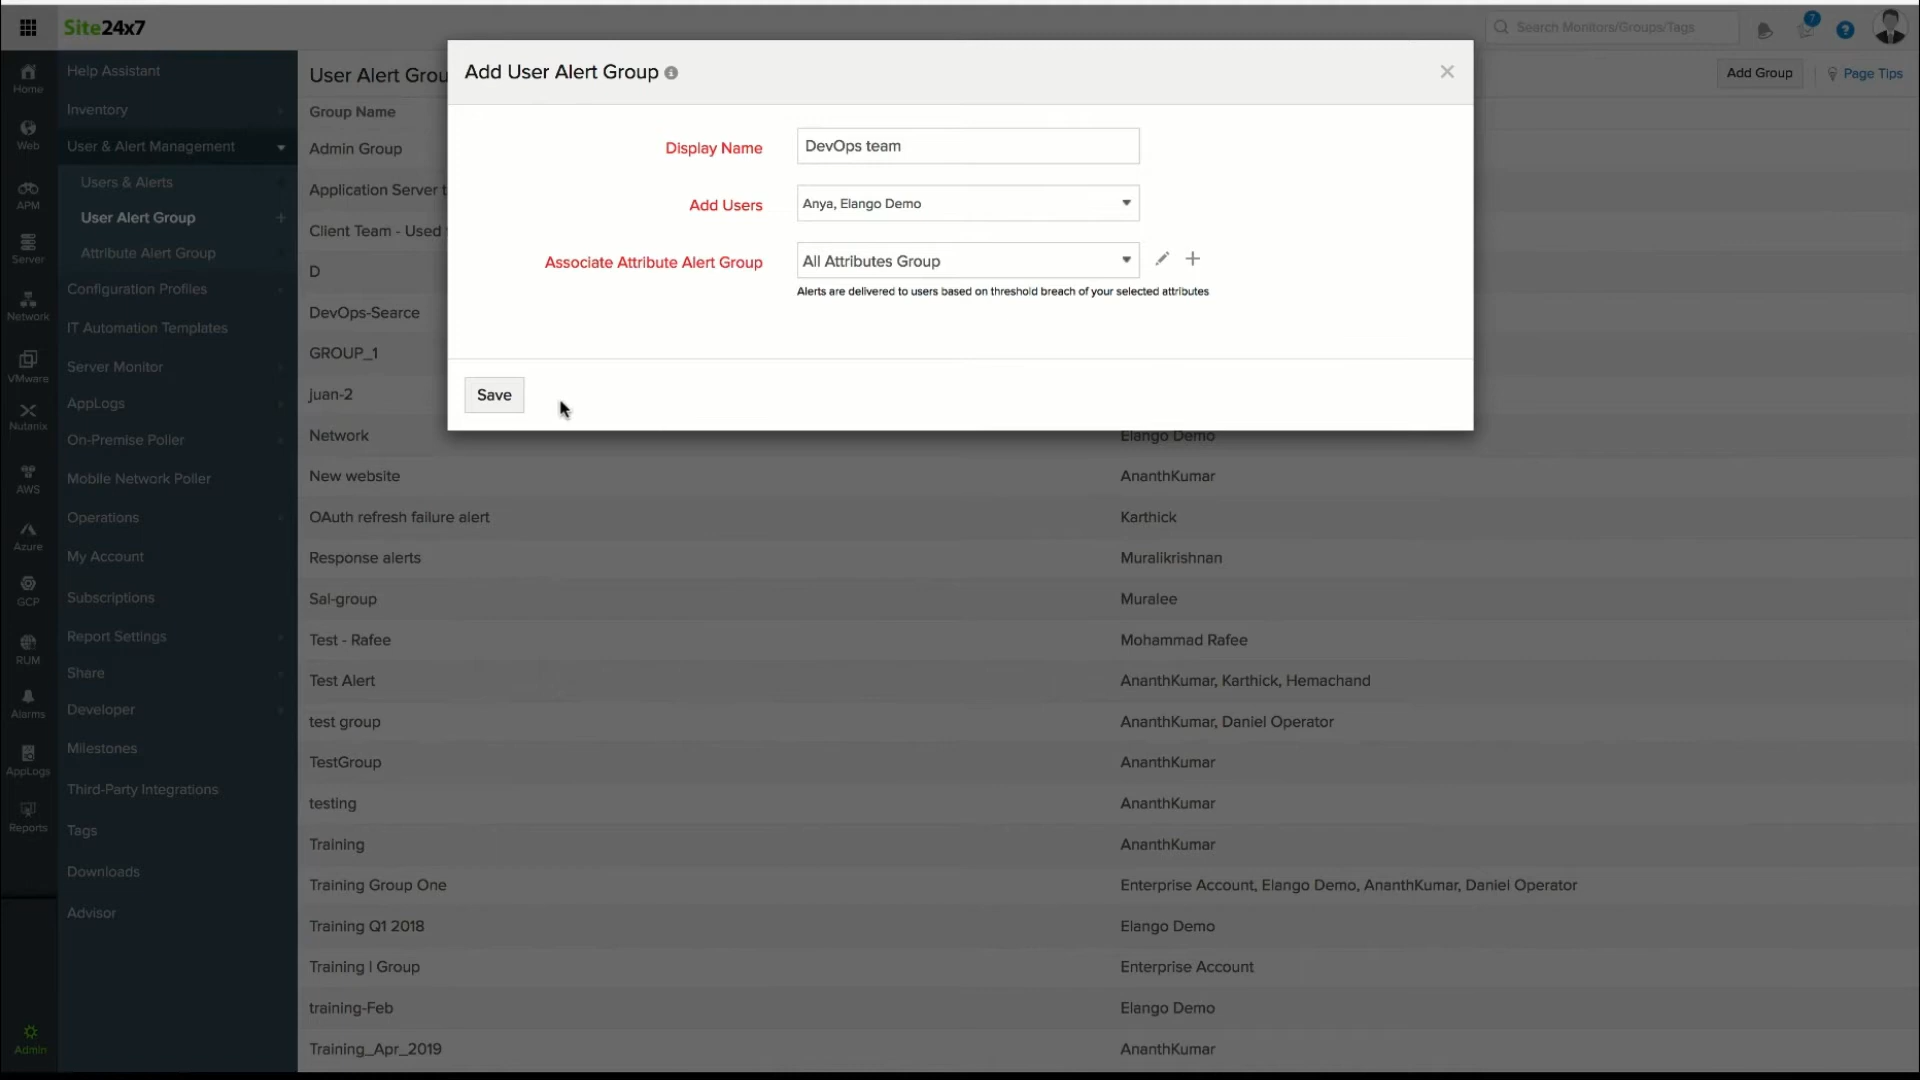 Site24x7
Search Monitors/Groups/Tags
7
?
Home
Web
APM
Server
Network
VMware
Nutanix
AWS
Azure
GCP
RUM
Alarms
AppLogs
Reports
Admin
Help Assistant
Inventory
User & Alert Management
Users & Alerts
User Alert Group
Attribute Alert Group
Configuration Profiles
IT Automation Templates
Server Monitor
AppLogs
On-Premise Poller
Mobile Network Poller
Operations
My Account
Subscriptions
Report Settings
Share
Developer
Milestones
Third-Party Integrations
Tags
Downloads
Advisor
User Alert Grou
Add Group
Page Tips
Add User Alert Group
Display Name
DevOps team
Add Users
Anya, Elango Demo
Associate Attribute Alert Group
All Attributes Group
Alerts are delivered to users based on threshold breach of your selected attributes
Save
Group Name
Admin Group
Application Server t
Client Team - Used
D
DevOps-Searce
GROUP_1
juan-2
Network Elango Demo
New website AnanthKumar
OAuth refresh failure alert Karthick
Response alerts Muralikrishnan
Sal-group Muralee
Test - Rafee Mohammad Rafee
Test Alert AnanthKumar, Karthick, Hemachand
test group AnanthKumar, Daniel Operator
TestGroup AnanthKumar
testing AnanthKumar
Training AnanthKumar
Training Group One Enterprise Account, Elango Demo, AnanthKumar, Daniel Operator
Training Q1 2018 Elango Demo
Training | Group Enterprise Account
training-Feb Elango Demo
Training_Apr_2019 AnanthKumar